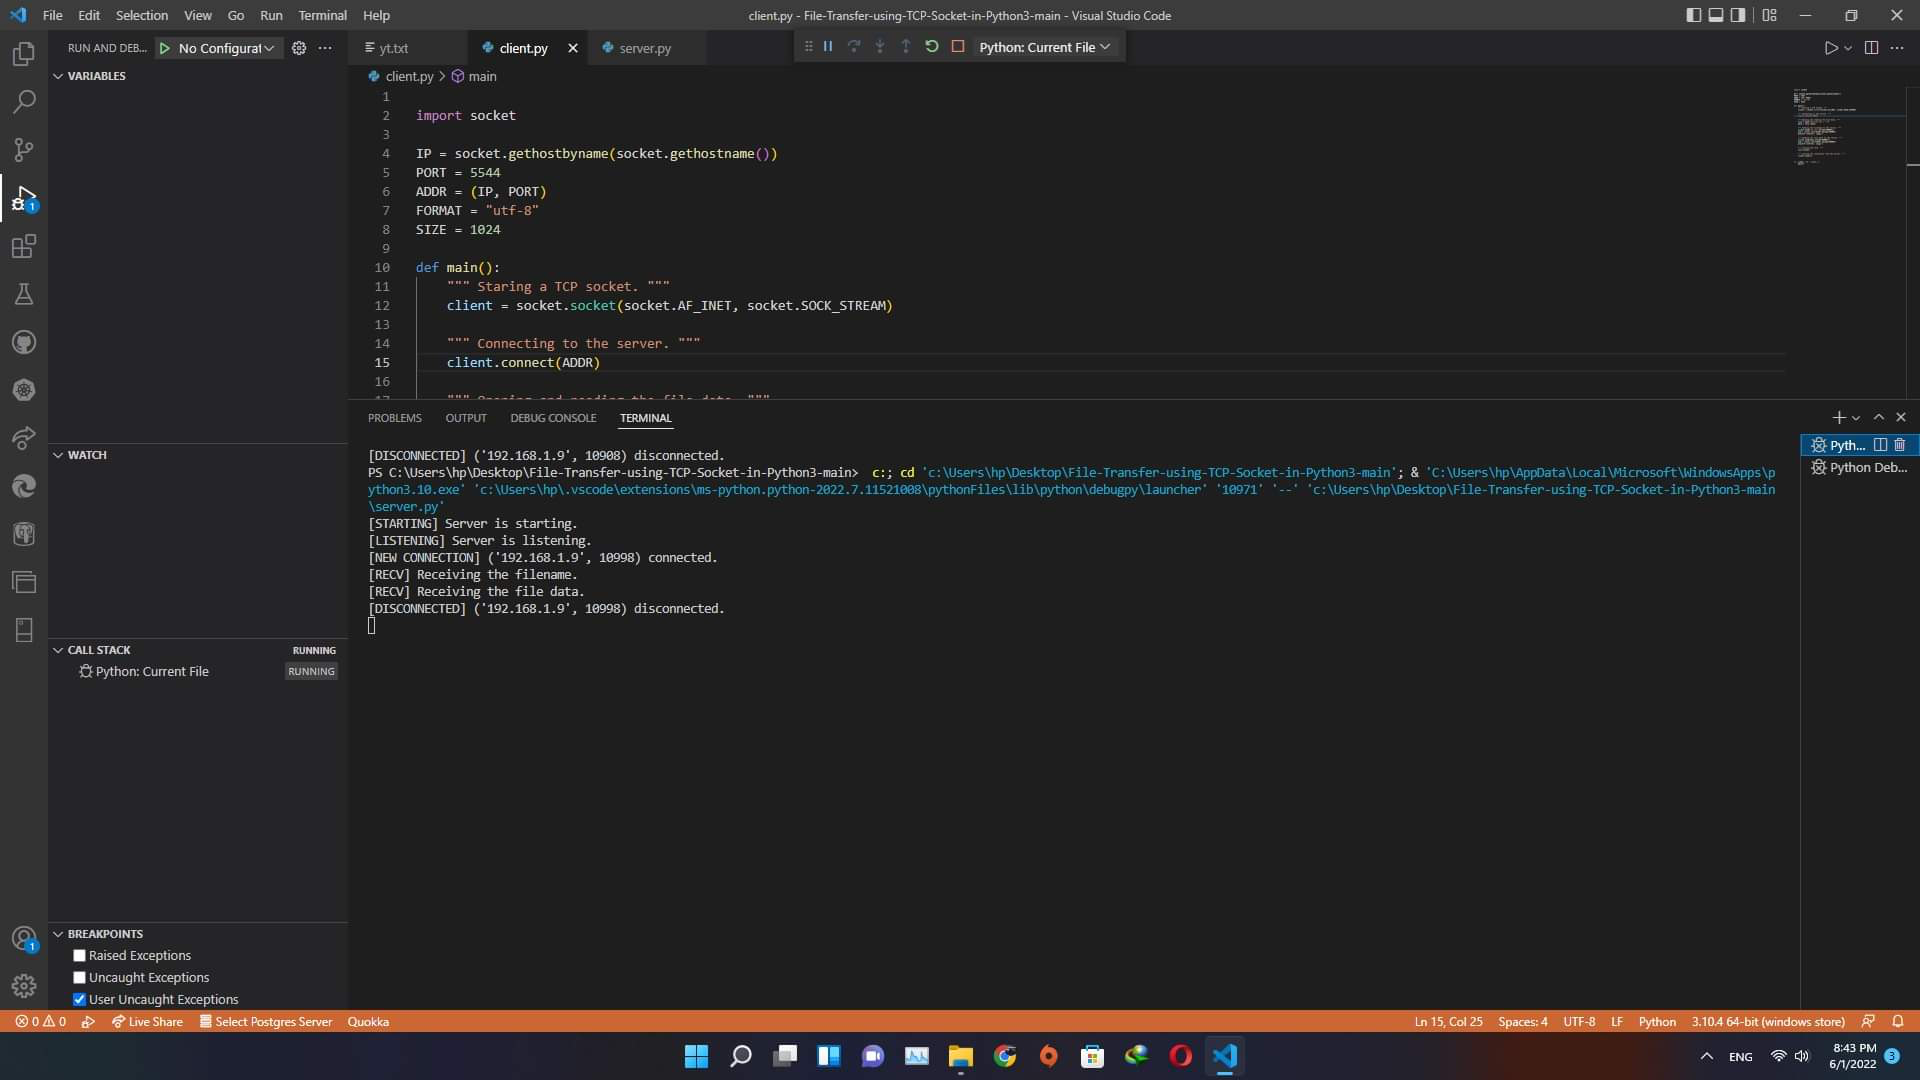 File Edit Selection View Go Run Terminal Help
client.py - File-Transfer-using-TCP-Socket-in-Python3-main - Visual Studio Code
RUN AND DEB... No Configurat
yt.txt client.py server.py
Python: Current File
VARIABLES
client.py > main
1
2 import socket
3
4 IP = socket.gethostbyname(socket.gethostname())
5 PORT = 5544
6 ADDR = (IP, PORT)
7 FORMAT = "utf-8"
8 SIZE = 1024
9
10 def main():
11 """ Staring a TCP socket. """
12 client = socket.socket(socket.AF_INET, socket.SOCK_STREAM)
13
14 """ Connecting to the server. """
15 client.connect(ADDR)
16
17 """ Opening and reading the file data. """
PROBLEMS OUTPUT DEBUG CONSOLE TERMINAL
[DISCONNECTED] ('192.168.1.9', 10908) disconnected.
PS C:\Users\hp\Desktop\File-Transfer-using-TCP-Socket-in-Python3-main> c:; cd 'c:\Users\hp\Desktop\File-Transfer-using-TCP-Socket-in-Python3-main'; & 'C:\Users\hp\AppData\Local\Microsoft\WindowsApps\p
ython3.10.exe' 'c:\Users\hp\.vscode\extensions\ms-python.python-2022.7.11521008\pythonFiles\lib\python\debugpy\launcher' '10971' '--' 'c:\Users\hp\Desktop\File-Transfer-using-TCP-Socket-in-Python3-main
\server.py'
[STARTING] Server is starting.
[LISTENING] Server is listening.
[NEW CONNECTION] ('192.168.1.9', 10998) connected.
[RECV] Receiving the filename.
[RECV] Receiving the file data.
[DISCONNECTED] ('192.168.1.9', 10998) disconnected.
Pyth...
Python Deb...
WATCH
CALL STACK RUNNING
Python: Current File RUNNING
BREAKPOINTS
Raised Exceptions
Uncaught Exceptions
User Uncaught Exceptions
1
1
0 0 Live Share Select Postgres Server Quokka
Ln 15, Col 25 Spaces: 4 UTF-8 LF Python 3.10.4 64-bit (windows store)
ENG 8:43 PM
6/1/2022 3